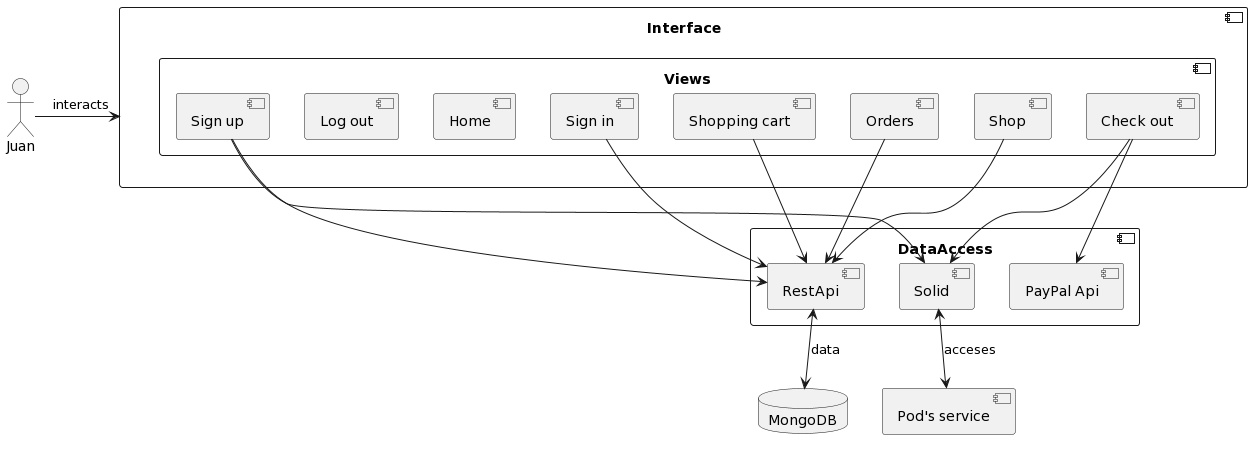 Interface
Views
Sign up
Log out
Home
Sign in
Shopping cart
Orders
Shop
Check out
interacts
Juan
DataAccess
RestApi
Solid
PayPal Api
data
acceses
MongoDB
Pod's service